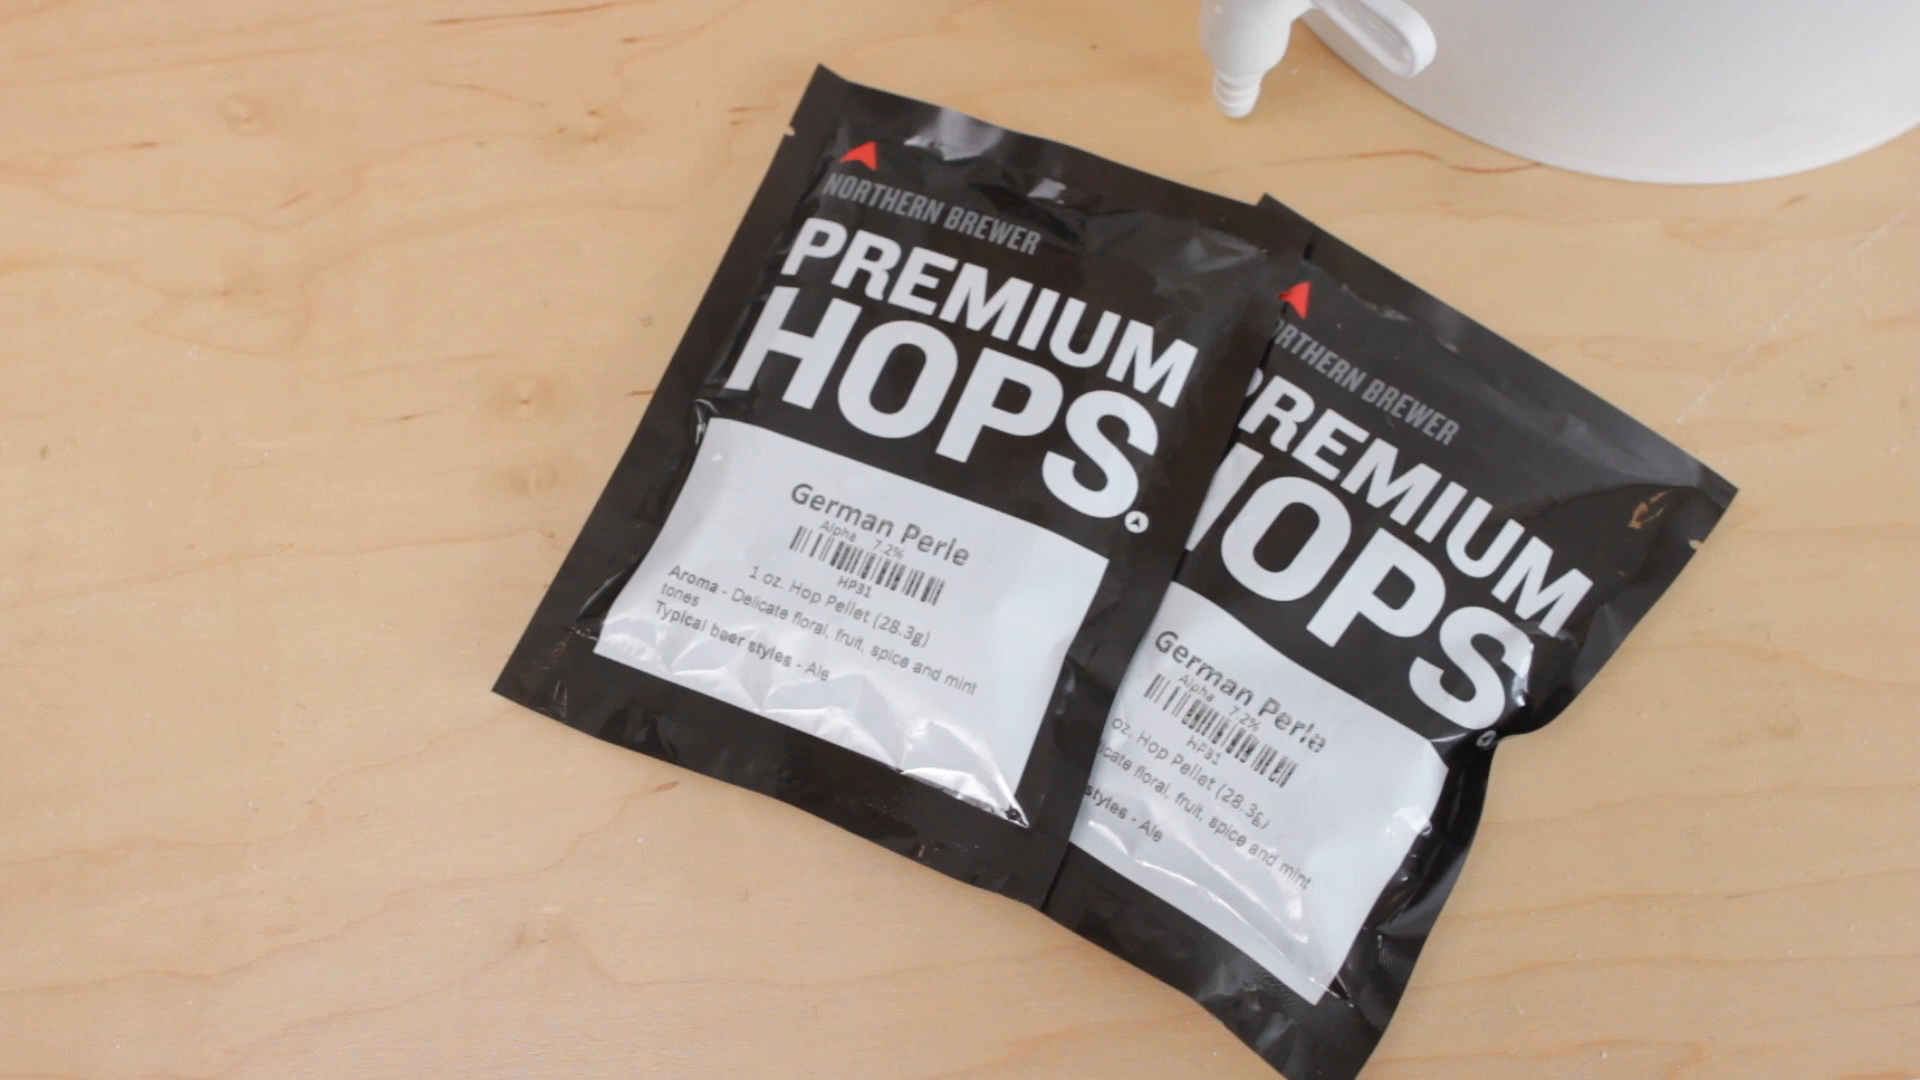 NORTHERN BREWER
PREMIUM
HOPS.
German Perle
Alpha 7.2%
HP31
1 oz. Hop Pellet (28.3g)
Aroma - Delicate floral, fruit, spice and mint
tones
Typical beer styles - Ale
RTHERN BREWER
PREMIUM
HOPS
German Perle
Alpha 7.2%
HP31
oz. Hop Pellet (28.3g)
icate floral, fruit, spice and mint
styles - Ale